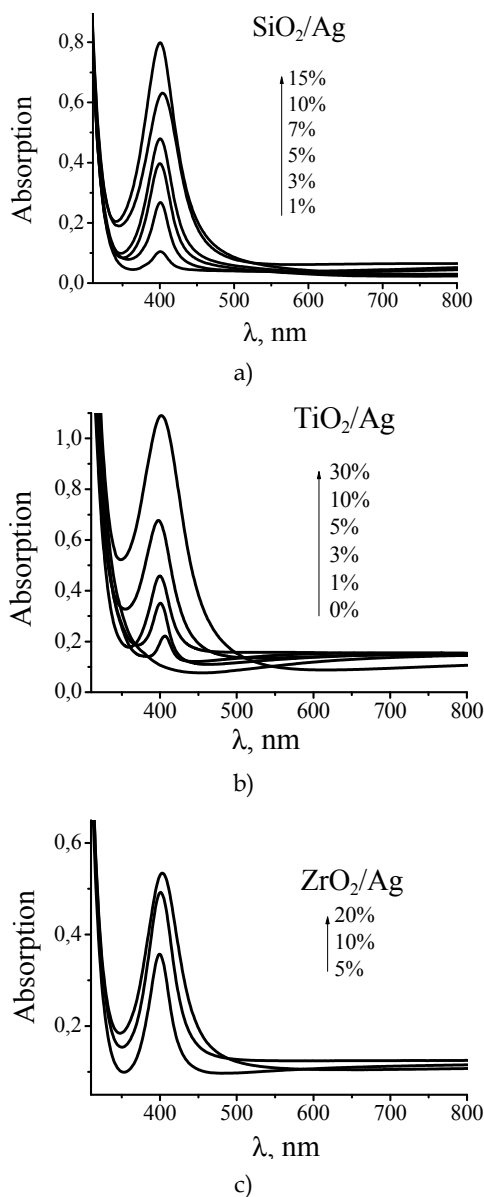 SiO₂/Ag
0,8
0,6
0,4
0,2
0,0
Absorption
15%
10%
7%
5%
3%
1%
400 500 600 700 800
λ, nm
a)
TiO₂/Ag
1,0
0,8
0,6
0,4
0,2
0,0
Absorption
30%
10%
5%
3%
1%
0%
400 500 600 700 800
λ, nm
b)
ZrO₂/Ag
0,6
0,4
0,2
Absorption
20%
10%
5%
400 500 600 700 800
λ, nm
c)